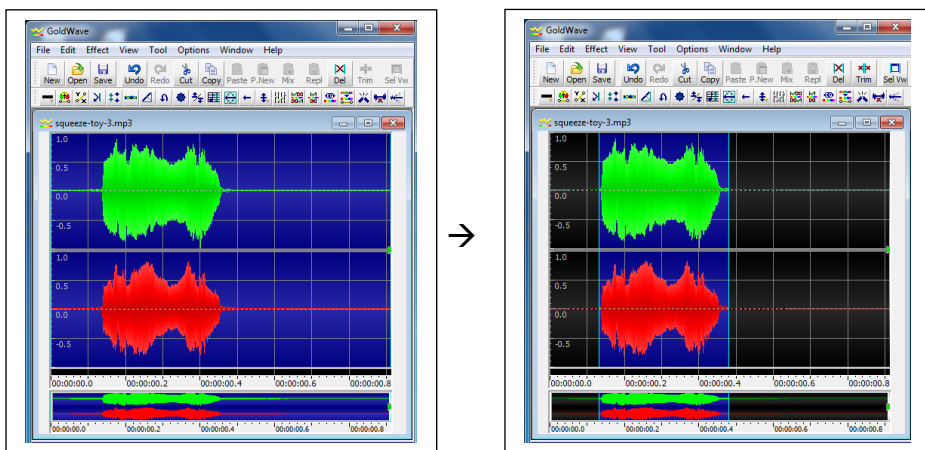 GoldWave
File Edit Effect View Tool Options Window Help
New Open Save Undo Redo Cut Copy Paste P.New Mix Repl Del Trim Sel Vw
squeeze-toy-3.mp3
1.0
0.5
0.0
-0.5
1.0
0.5
0.0
-0.5
00:00:00.0 00:00:00.2 00:00:00.4 00:00:00.6 00:00:00.8
00:00:00.0 00:00:00.2 00:00:00.4 00:00:00.6 00:00:00.8
→
GoldWave
File Edit Effect View Tool Options Window Help
New Open Save Undo Redo Cut Copy Paste P.New Mix Repl Del Trim Sel Vw
squeeze-toy-3.mp3
1.0
0.5
0.0
-0.5
1.0
0.5
0.0
-0.5
00:00:00.0 00:00:00.2 00:00:00.4 00:00:00.6 00:00:00.8
00:00:00.0 00:00:00.2 00:00:00.4 00:00:00.6 00:00:00.8